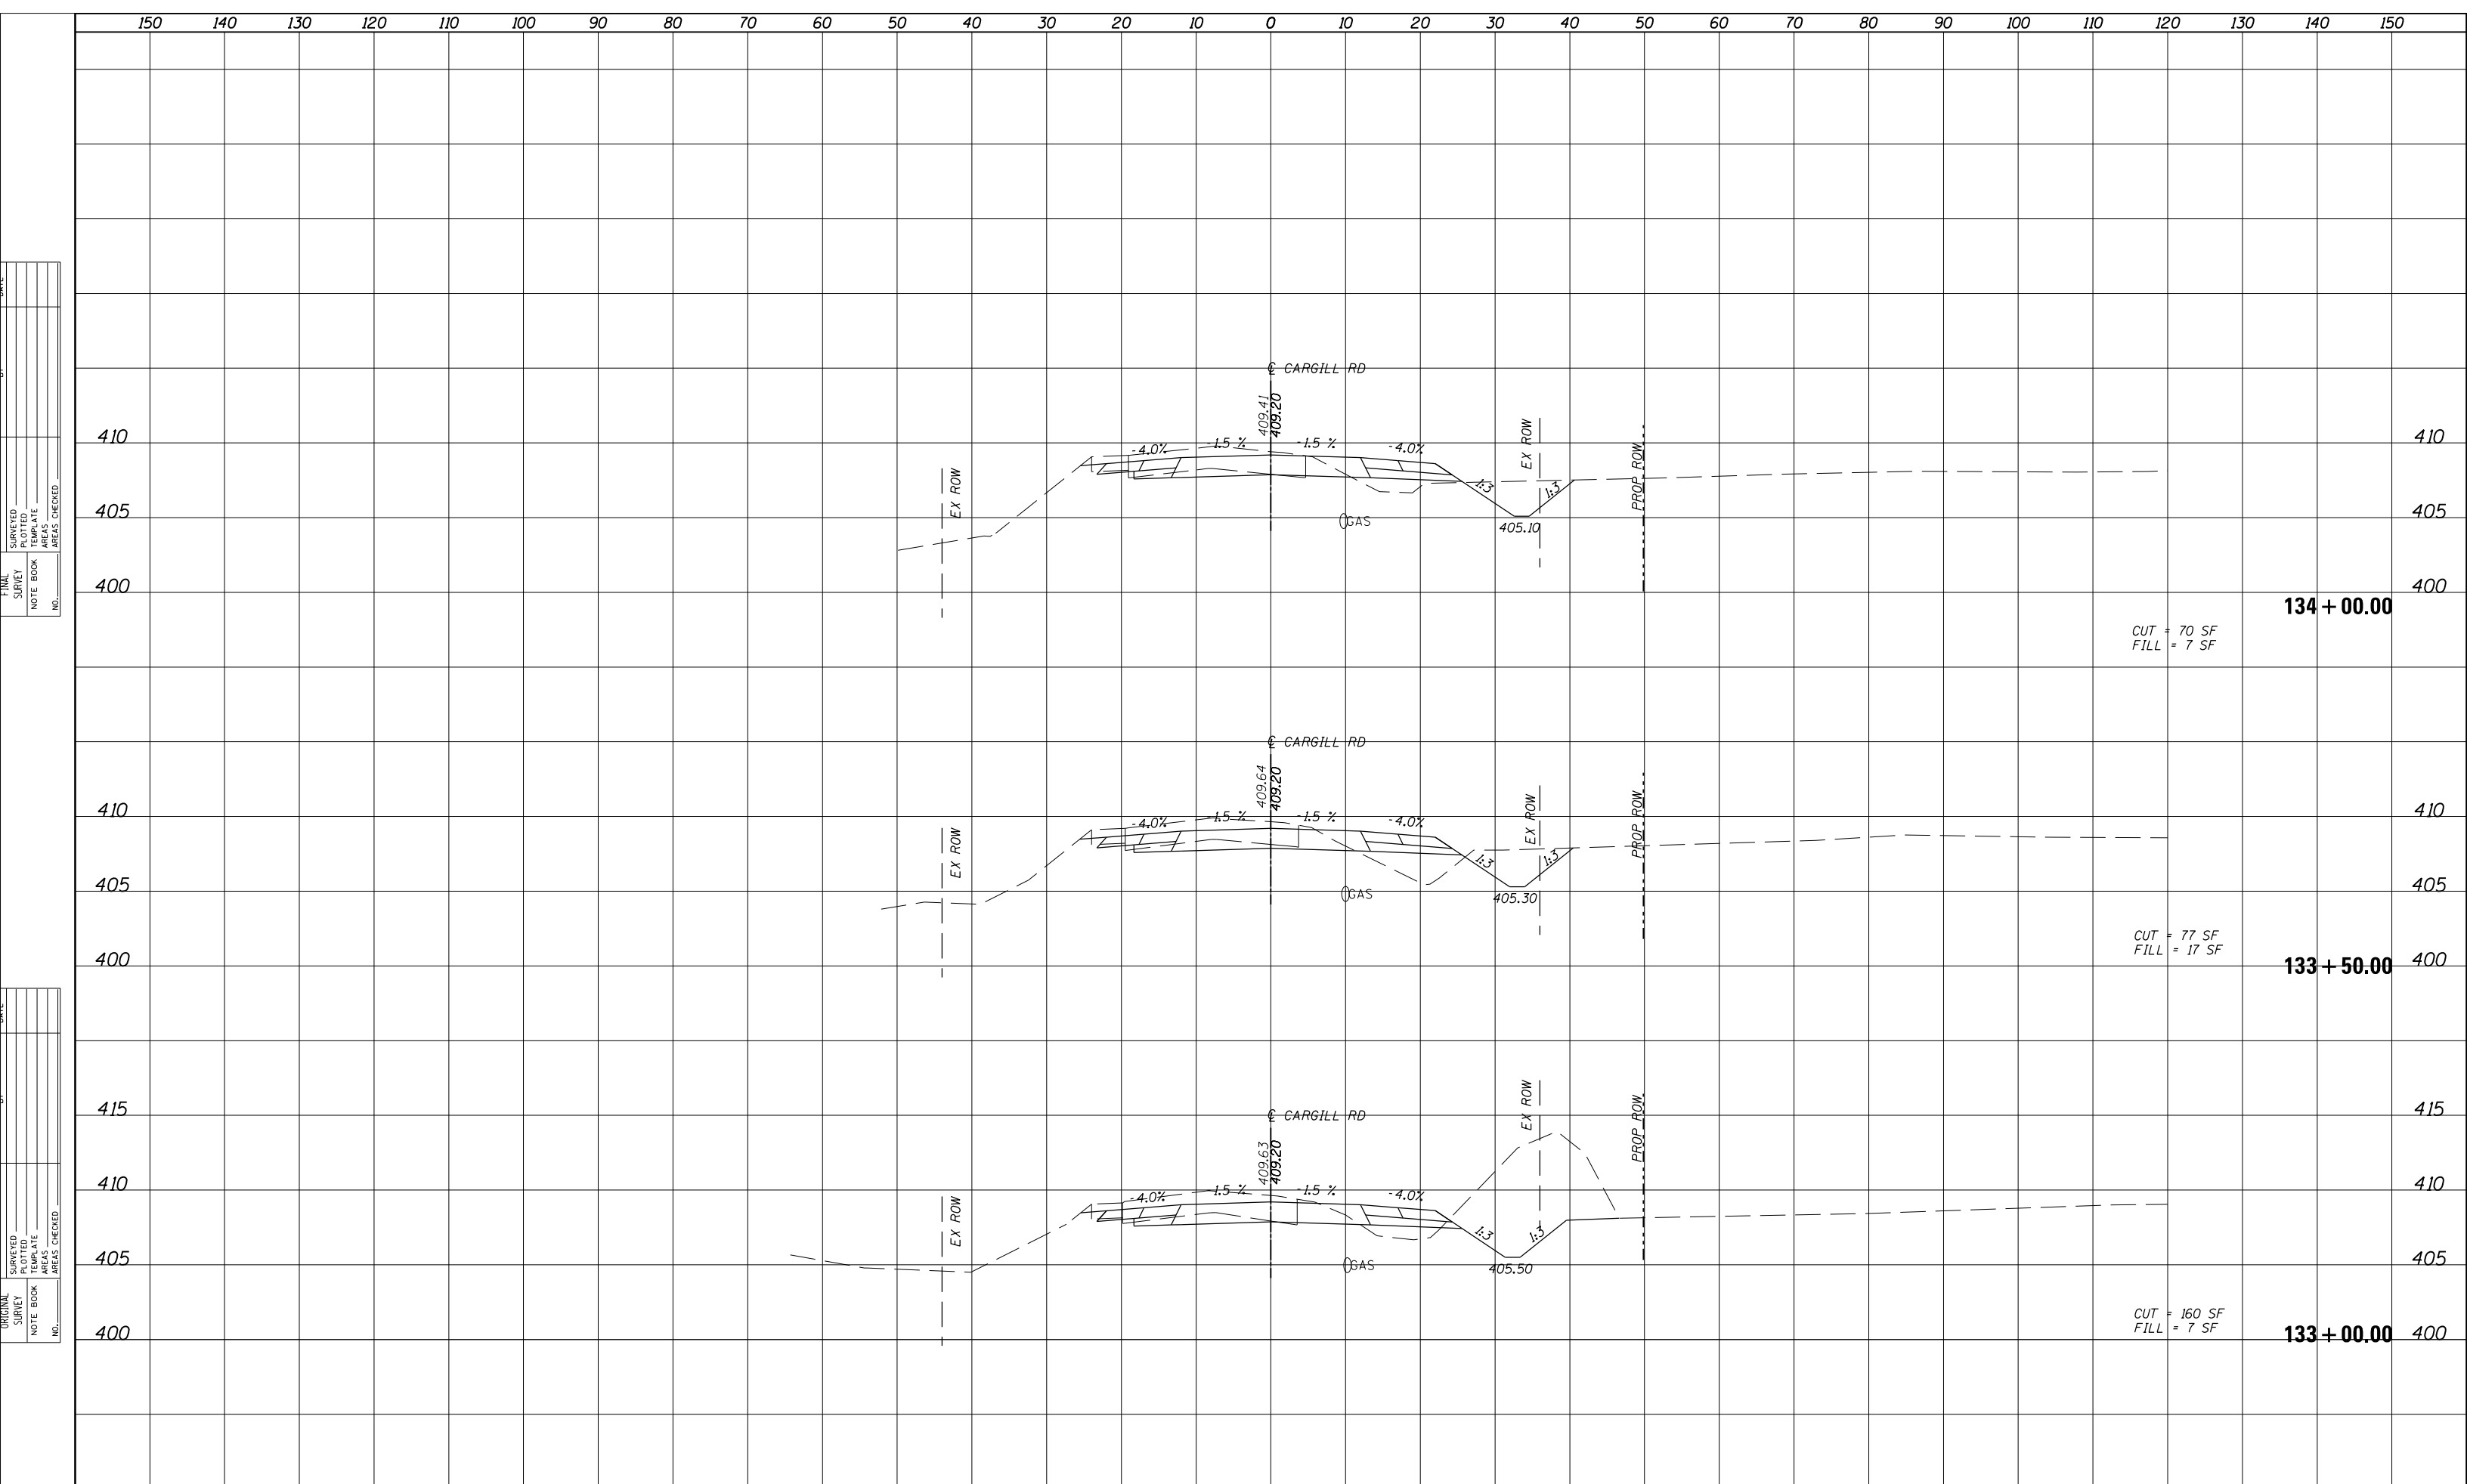 150 140 130 120 110 100 90 80 70 60 50 40 30 20 10 0 10 20 30 40 50 60 70 80 90 100 110 120 130 140 150
℄ CARGILL RD
409.41
409.20
410
-4.0%
-1.5 %
-1.5 %
-4.0%
EX ROW
EX ROW
PROP ROW
410
1:3
1:3
405
GAS
405.10
405
400
400
134+00.00
CUT = 70 SF
FILL = 7 SF
℄ CARGILL RD
409.64
409.20
410
-4.0%
-1.5 %
-1.5 %
-4.0%
EX ROW
EX ROW
PROP ROW
410
1:3
1:3
405
GAS
405.30
405
CUT = 77 SF
FILL = 17 SF
400
133+50.00
400
415
℄ CARGILL RD
EX ROW
PROP ROW
415
409.63
409.20
410
-4.0%
-1.5 %
-1.5 %
-4.0%
410
EX ROW
1:3
1:3
405
GAS
405.50
405
CUT = 160 SF
FILL = 7 SF
400
133+00.00
400
FINAL
SURVEY
NOTE BOOK
NO.
SURVEYED
PLOTTED
TEMPLATE
AREAS
AREAS CHECKED
ORIGINAL
SURVEY
NOTE BOOK
NO.
SURVEYED
PLOTTED
TEMPLATE
AREAS
AREAS CHECKED